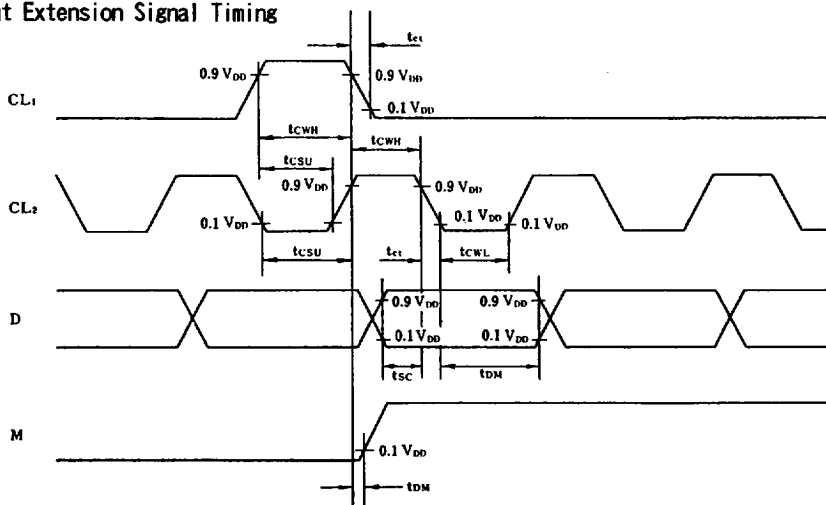 t Extension Signal Timing
tct
0.9 VDD
0.9 VDD
CL1
0.1 VDD
tCWH
tCWH
tCSU
0.9 VDD
0.9 VDD
CL2
0.1 VDD
0.1 VDD
0.1 VDD
tCSU
tct
tCWL
D
0.9 VDD
0.9 VDD
0.1 VDD
0.1 VDD
tSC
tDM
M
0.1 VDD
tDM